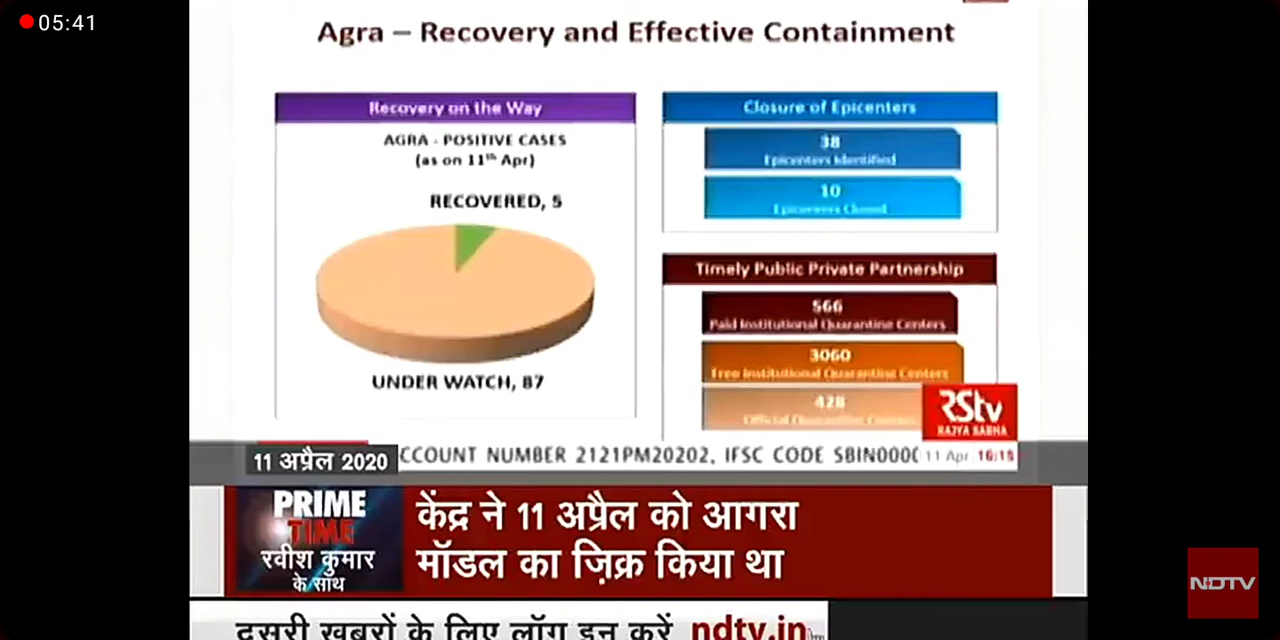 05:41
Agra – Recovery and Effective Containment
Recovery on the Way
AGRA - POSITIVE CASES
(as on 11th Apr)
RECOVERED, 5
UNDER WATCH, 87
Closure of Epicenters
38
Epicenters Identified
10
Epicenters Closed
Timely Public Private Partnership
566
Paid Institutional Quarantine Centers
3060
Free Institutional Quarantine Centers
428
Official Quarantine Centers
RStv
RAJYA SABHA
11 अप्रैल 2020
CCOUNT NUMBER 2121PM20202, IFSC CODE SBIN000
11 Apr 16:15
PRIME
TIME
रवीश कुमार
के साथ
केंद्र ने 11 अप्रैल को आगरा
मॉडल का ज़िक्र किया था
NDTV
दूसरी ख़बरों के लिए लॉग इन करें ndtv.in